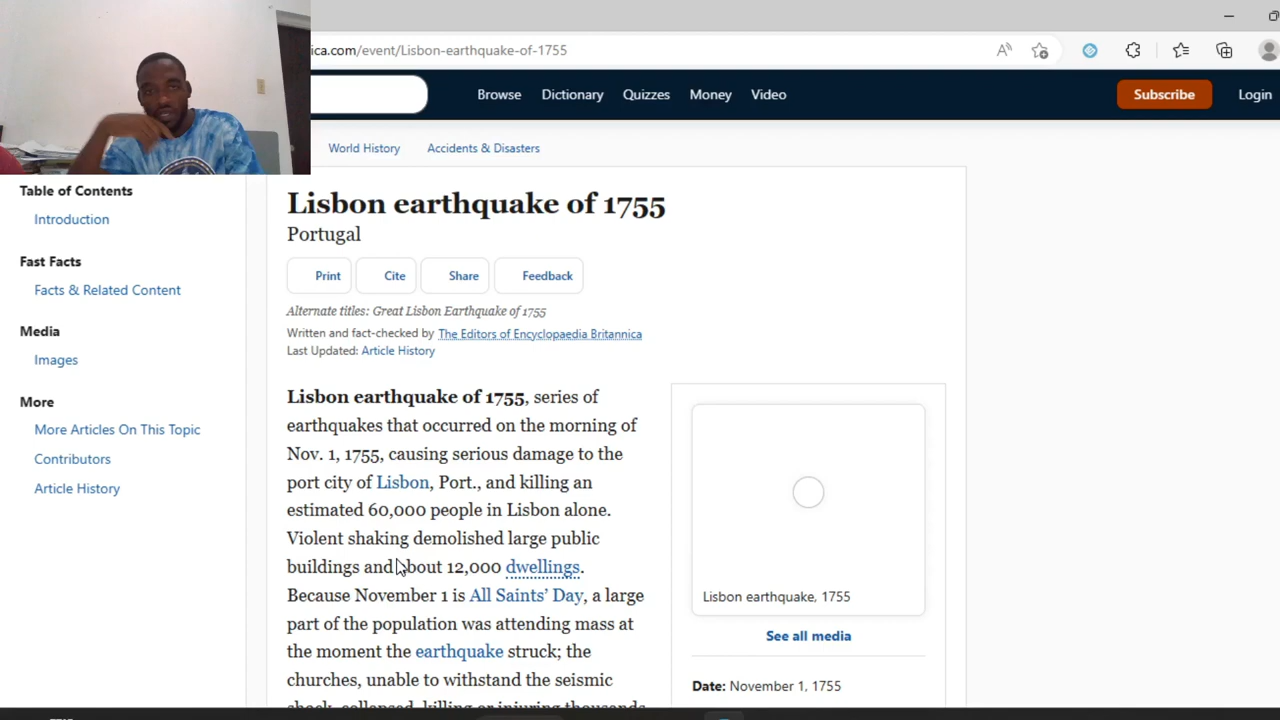 ica.com/event/Lisbon-earthquake-of-1755
Browse
Dictionary
Quizzes
Money
Video
Subscribe
Login
World History
Accidents & Disasters
Table of Contents
Introduction
Fast Facts
Facts & Related Content
Media
Images
More
More Articles On This Topic
Contributors
Article History
Lisbon earthquake of 1755
Portugal
Print
Cite
Share
Feedback
Alternate titles: Great Lisbon Earthquake of 1755
Written and fact-checked by The Editors of Encyclopaedia Britannica
Last Updated: Article History
Lisbon earthquake of 1755, series of
earthquakes that occurred on the morning of
Nov. 1, 1755, causing serious damage to the
port city of Lisbon, Port., and killing an
estimated 60,000 people in Lisbon alone.
Violent shaking demolished large public
buildings and about 12,000 dwellings.
Because November 1 is All Saints' Day, a large
part of the population was attending mass at
the moment the earthquake struck; the
churches, unable to withstand the seismic
shock, collapsed, killing or injuring thousands
Lisbon earthquake, 1755
See all media
Date: November 1, 1755